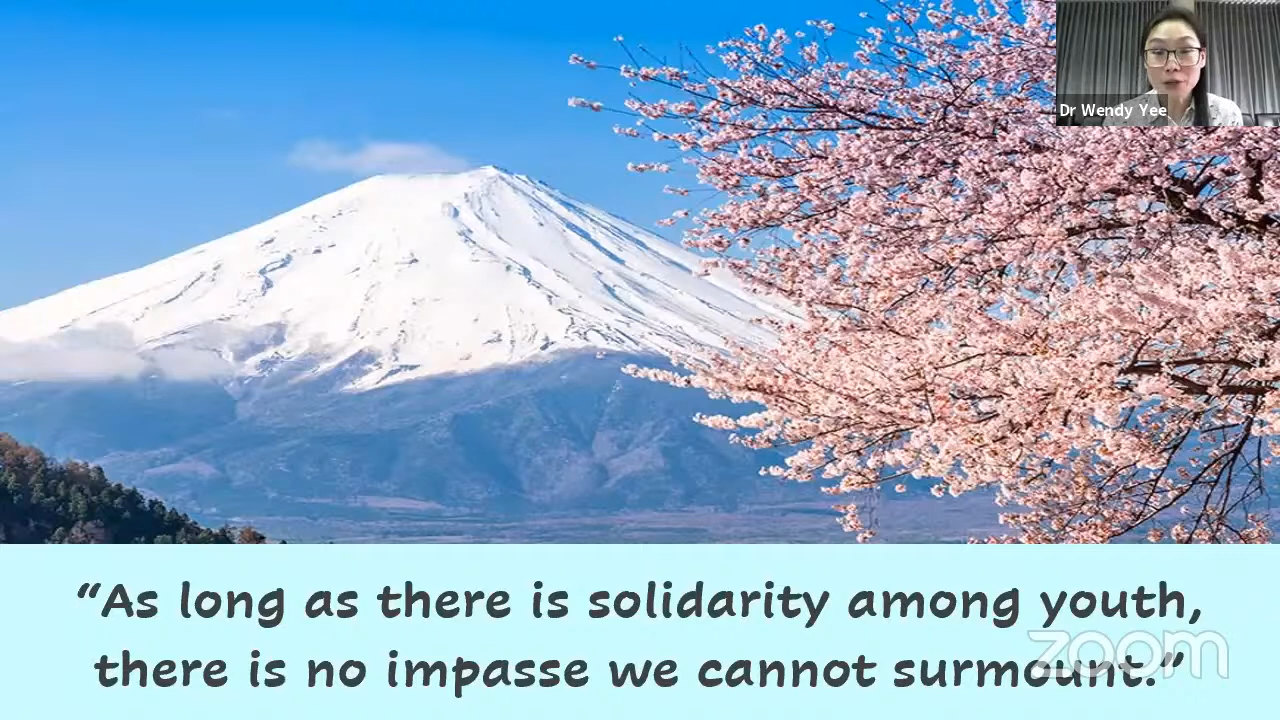 Dr Wendy Yee
“As long as there is solidarity among youth,
there is no impasse we cannot surmount.”
zoom